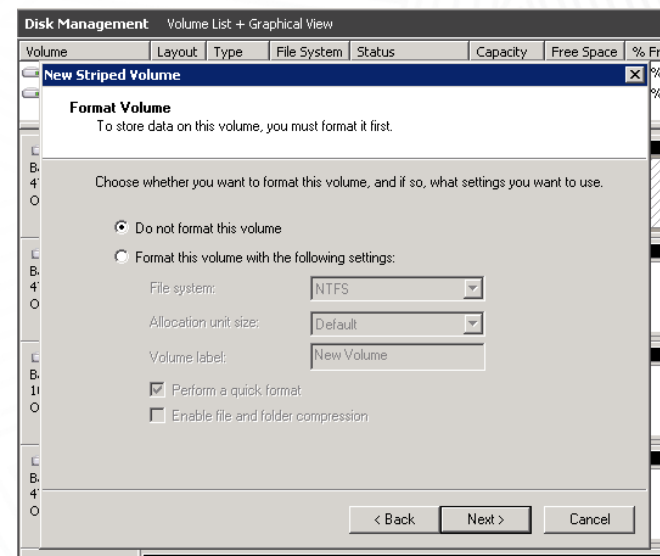 Disk Management Volume List + Graphical View
Volume Layout Type File System Status Capacity Free Space % Fr
New Striped Volume
Format Volume
To store data on this volume, you must format it first.
Choose whether you want to format this volume, and if so, what settings you want to use.
Do not format this volume
Format this volume with the following settings:
File system: NTFS
Allocation unit size: Default
Volume label: New Volume
Perform a quick format
Enable file and folder compression
< Back Next > Cancel